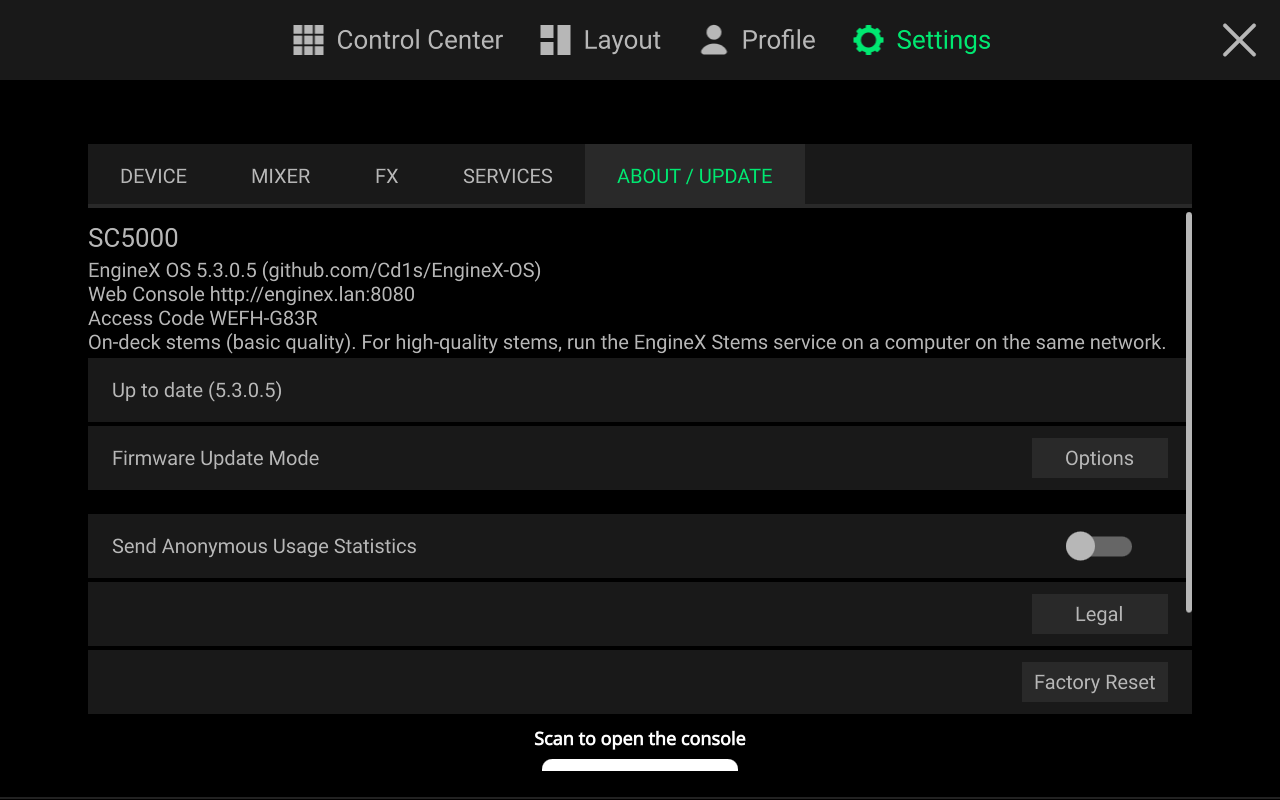 Control Center
Layout
Profile
Settings
DEVICE
MIXER
FX
SERVICES
ABOUT / UPDATE
SC5000
EngineX OS 5.3.0.5 (github.com/Cd1s/EngineX-OS)
Web Console http://enginex.lan:8080
Access Code WEFH-G83R
On-deck stems (basic quality). For high-quality stems, run the EngineX Stems service on a computer on the same network.
Up to date (5.3.0.5)
Firmware Update Mode
Options
Send Anonymous Usage Statistics
Legal
Factory Reset
Scan to open the console